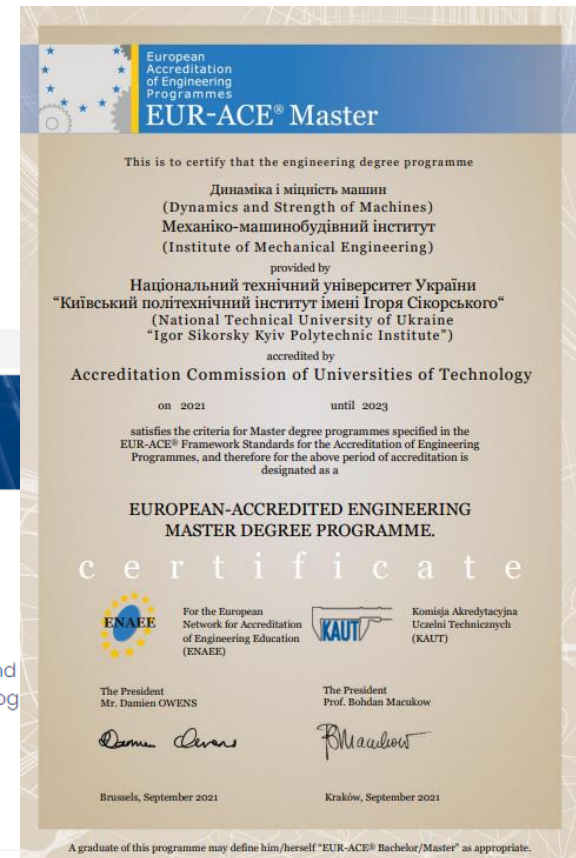 European
Accreditation
of Engineering
Programmes
EUR-ACE® Master
This is to certify that the engineering degree programme
Динаміка і міцність машин
(Dynamics and Strength of Machines)
Механіко-машинобудівний інститут
(Institute of Mechanical Engineering)
provided by
Національний технічний університет України
“Київський політехнічний інститут імені Ігоря Сікорського“
(National Technical University of Ukraine
“Igor Sikorsky Kyiv Polytechnic Institute”)
accredited by
Accreditation Commission of Universities of Technology
on 2021 until 2023
satisfies the criteria for Master degree programmes specified in the
EUR-ACE® Framework Standards for the Accreditation of Engineering
Programmes, and therefore for the above period of accreditation is
designated as a
EUROPEAN-ACCREDITED ENGINEERING
MASTER DEGREE PROGRAMME.
certificate
ENAEE
For the European
Network for Accreditation
of Engineering Education
(ENAEE)
KAUT
Komisja Akredytacyjna
Uczelni Technicznych
(KAUT)
The President
Mr. Damien OWENS
The President
Prof. Bohdan Macukow
Damien Owens
BMacukow
Brussels, September 2021
Kraków, September 2021
A graduate of this programme may define him/herself “EUR-ACE® Bachelor/Master” as appropriate.